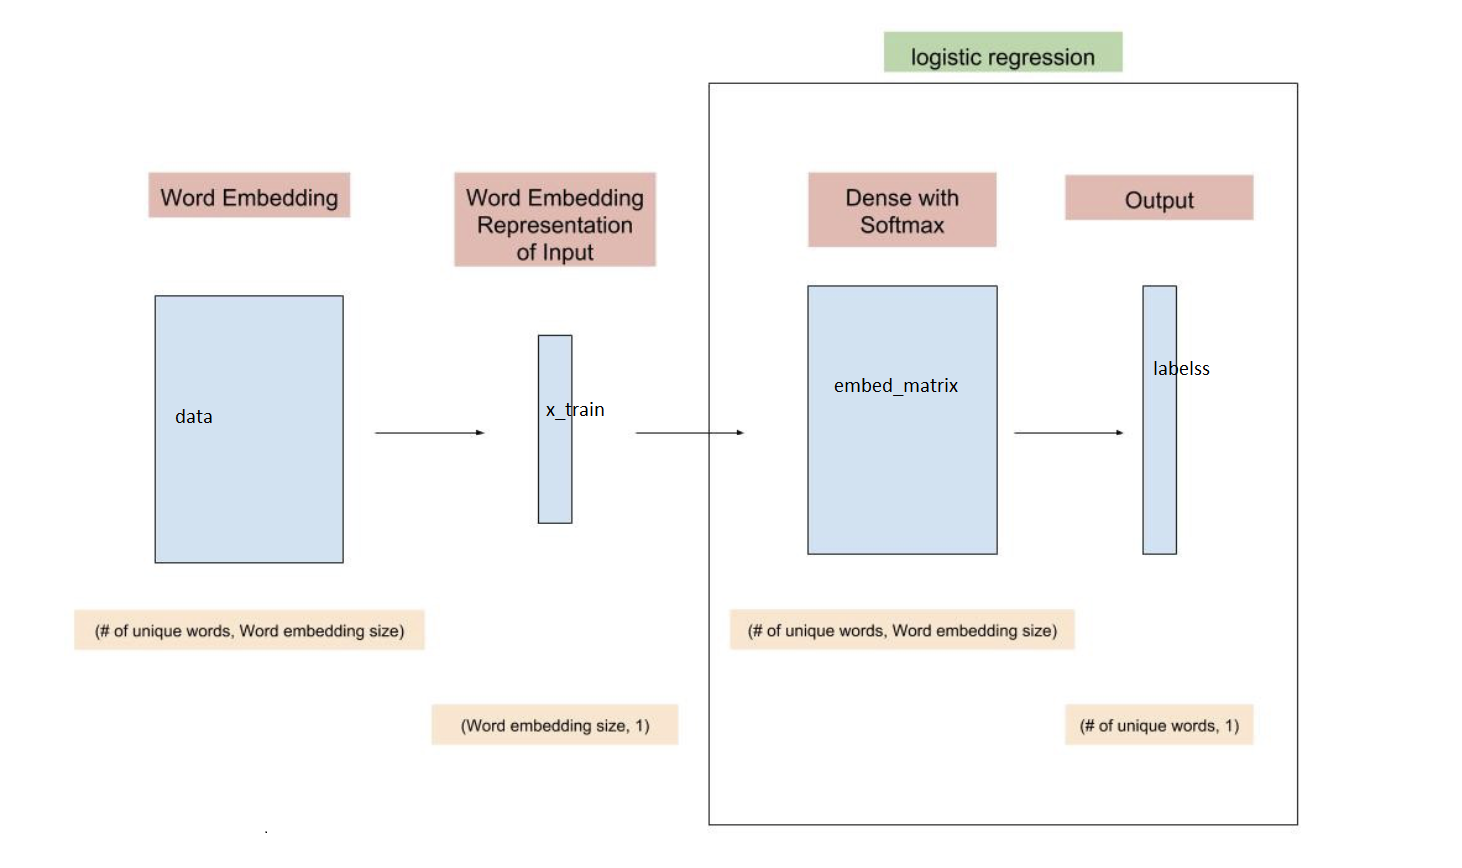 logistic regression
Word Embedding
Word Embedding
Representation
of Input
Dense with
Softmax
Output
data
x_train
embed_matrix
labelss
(# of unique words, Word embedding size)
(# of unique words, Word embedding size)
(Word embedding size, 1)
(# of unique words, 1)